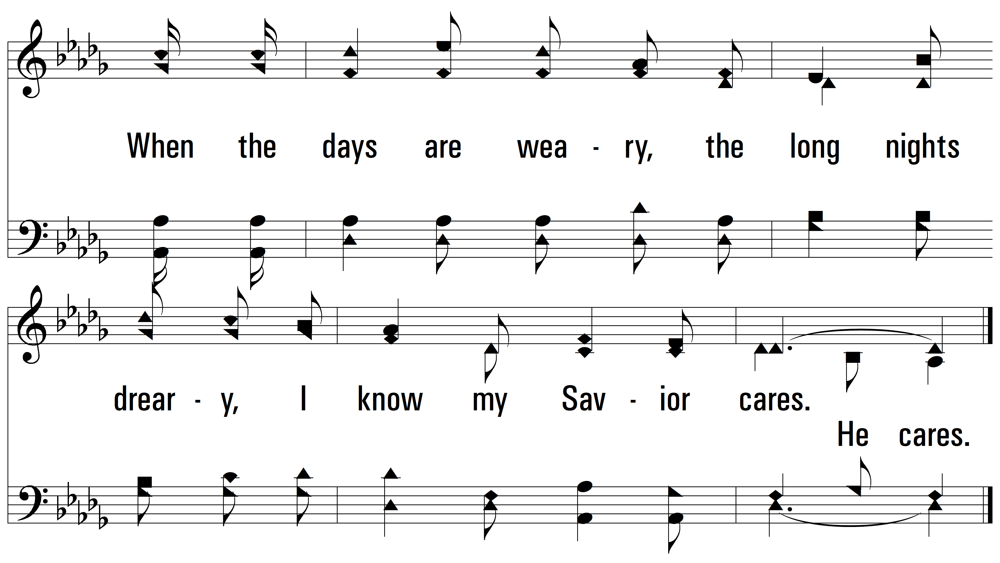 When the days are wea - ry, the long nights
drear - y, I know my Sav - ior cares.
He cares.